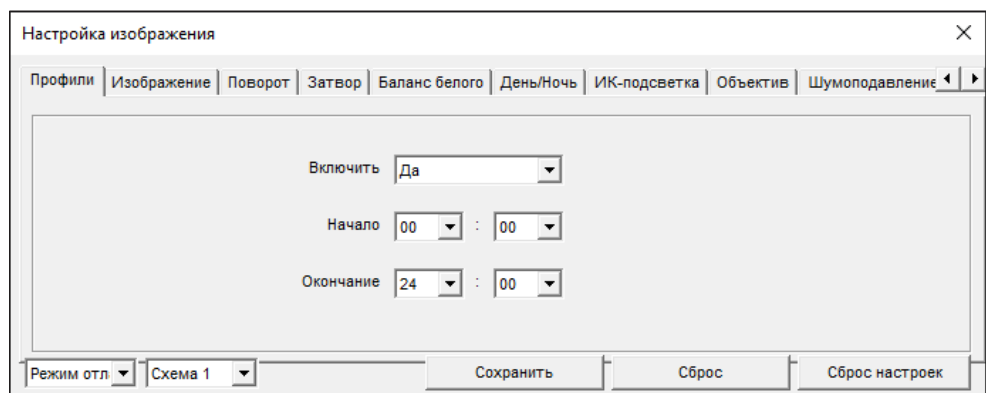 Настройка изображения
Профили Изображение Поворот Затвор Баланс белого День/Ночь ИК-подсветка Объектив Шумоподавление
Включить Да
Начало 00 : 00
Окончание 24 : 00
Режим отл Схема 1 Сохранить Сброс Сброс настроек